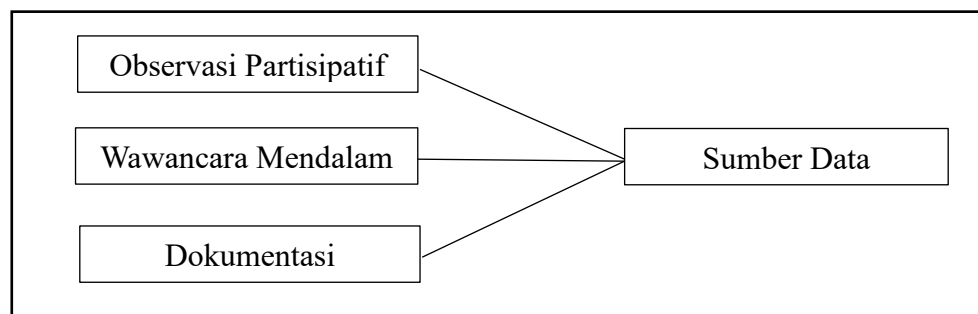 Observasi Partisipatif
Wawancara Mendalam
Sumber Data
Dokumentasi